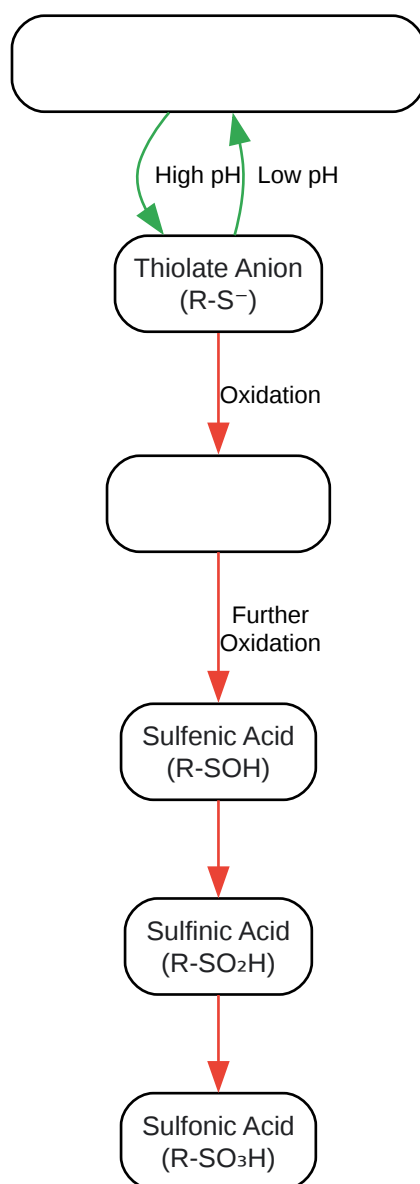 High pH
Low pH
Thiolate Anion
(R-S⁻)
Oxidation
Further
Oxidation
Sulfenic Acid
(R-SOH)
Sulfinic Acid
(R-SO₂H)
Sulfonic Acid
(R-SO₃H)